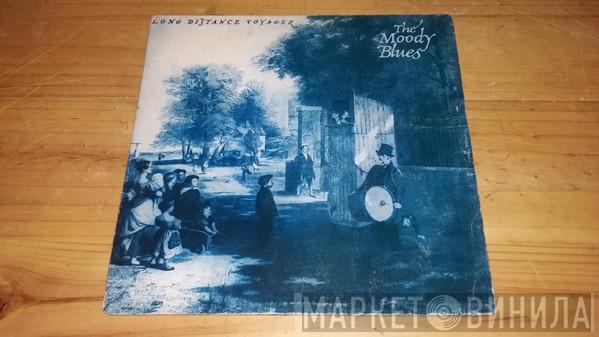 LONG DISTANCE VOYAGER
The
Moody
Blues
МАРКЕТ ВИНИЛА